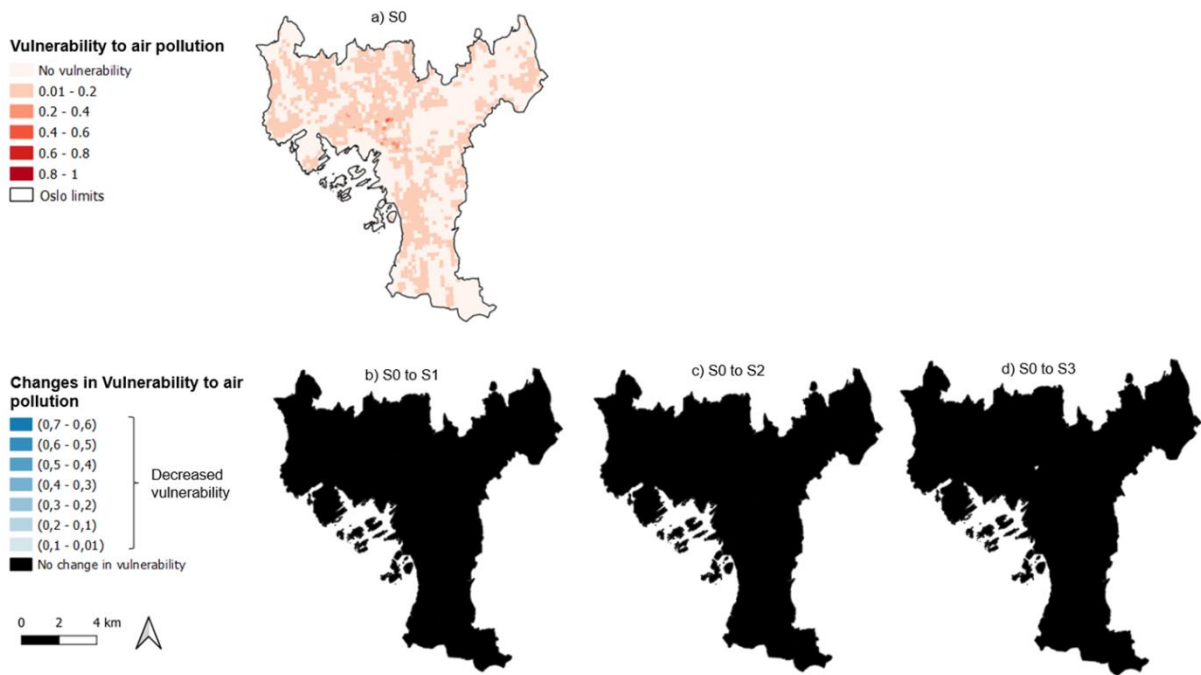 a) S0
Vulnerability to air pollution
No vulnerability
0.01 - 0.2
0.2 - 0.4
0.4 - 0.6
0.6 - 0.8
0.8 - 1
Oslo limits
b) S0 to S1
c) S0 to S2
d) S0 to S3
Changes in Vulnerability to air
pollution
(0,7 - 0,6)
(0,6 - 0,5)
(0,5 - 0,4)
(0,4 - 0,3)
(0,3 - 0,2)
(0,2 - 0,1)
(0,1 - 0,01)
No change in vulnerability
Decreased
vulnerability
0 2 4 km